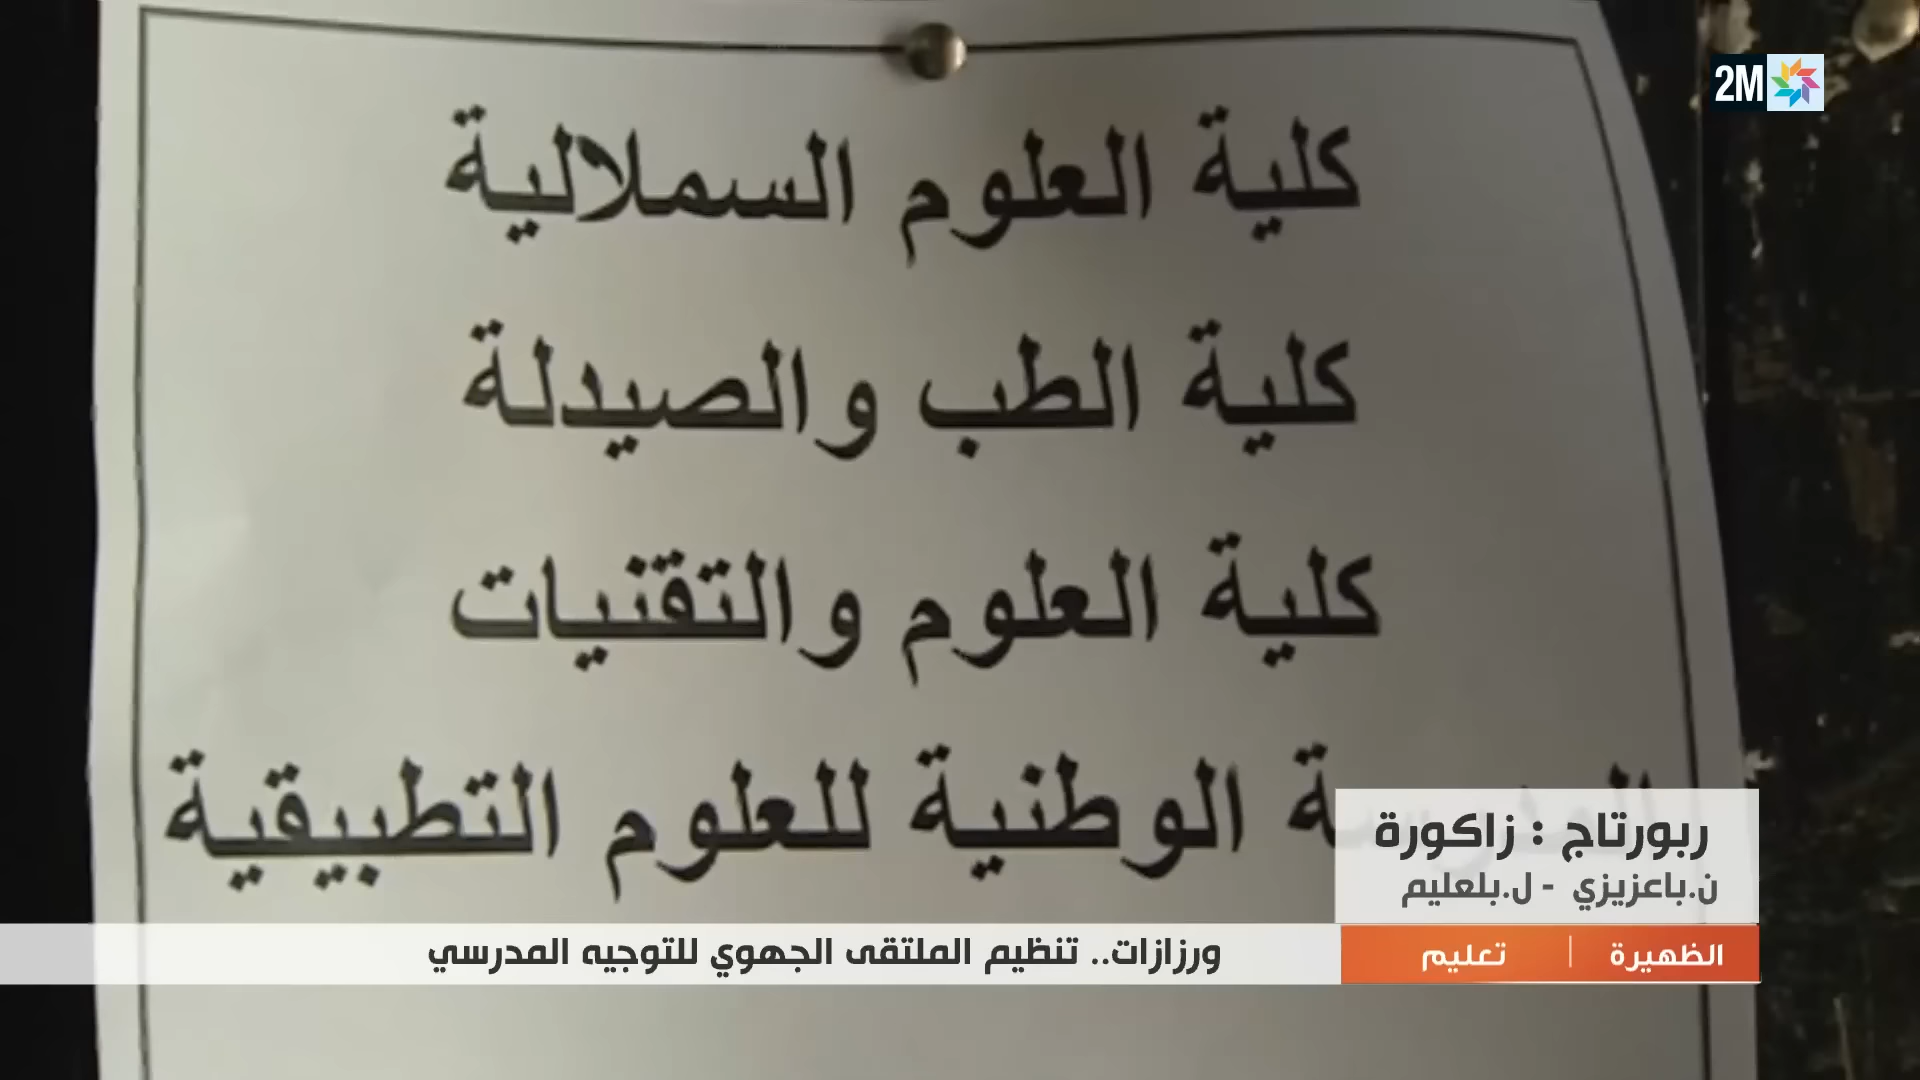 2M
كلية العلوم السملالية
كلية الطب والصيدلة
كلية العلوم والتقنيات
الوطنية للعلوم التطبيقية
ربورتاج : زاكورة
ن.باعزيزي - ل.بلعليم
الظهيرة | تعليم
ورزازات.. تنظيم الملتقى الجهوي للتوجيه المدرسي